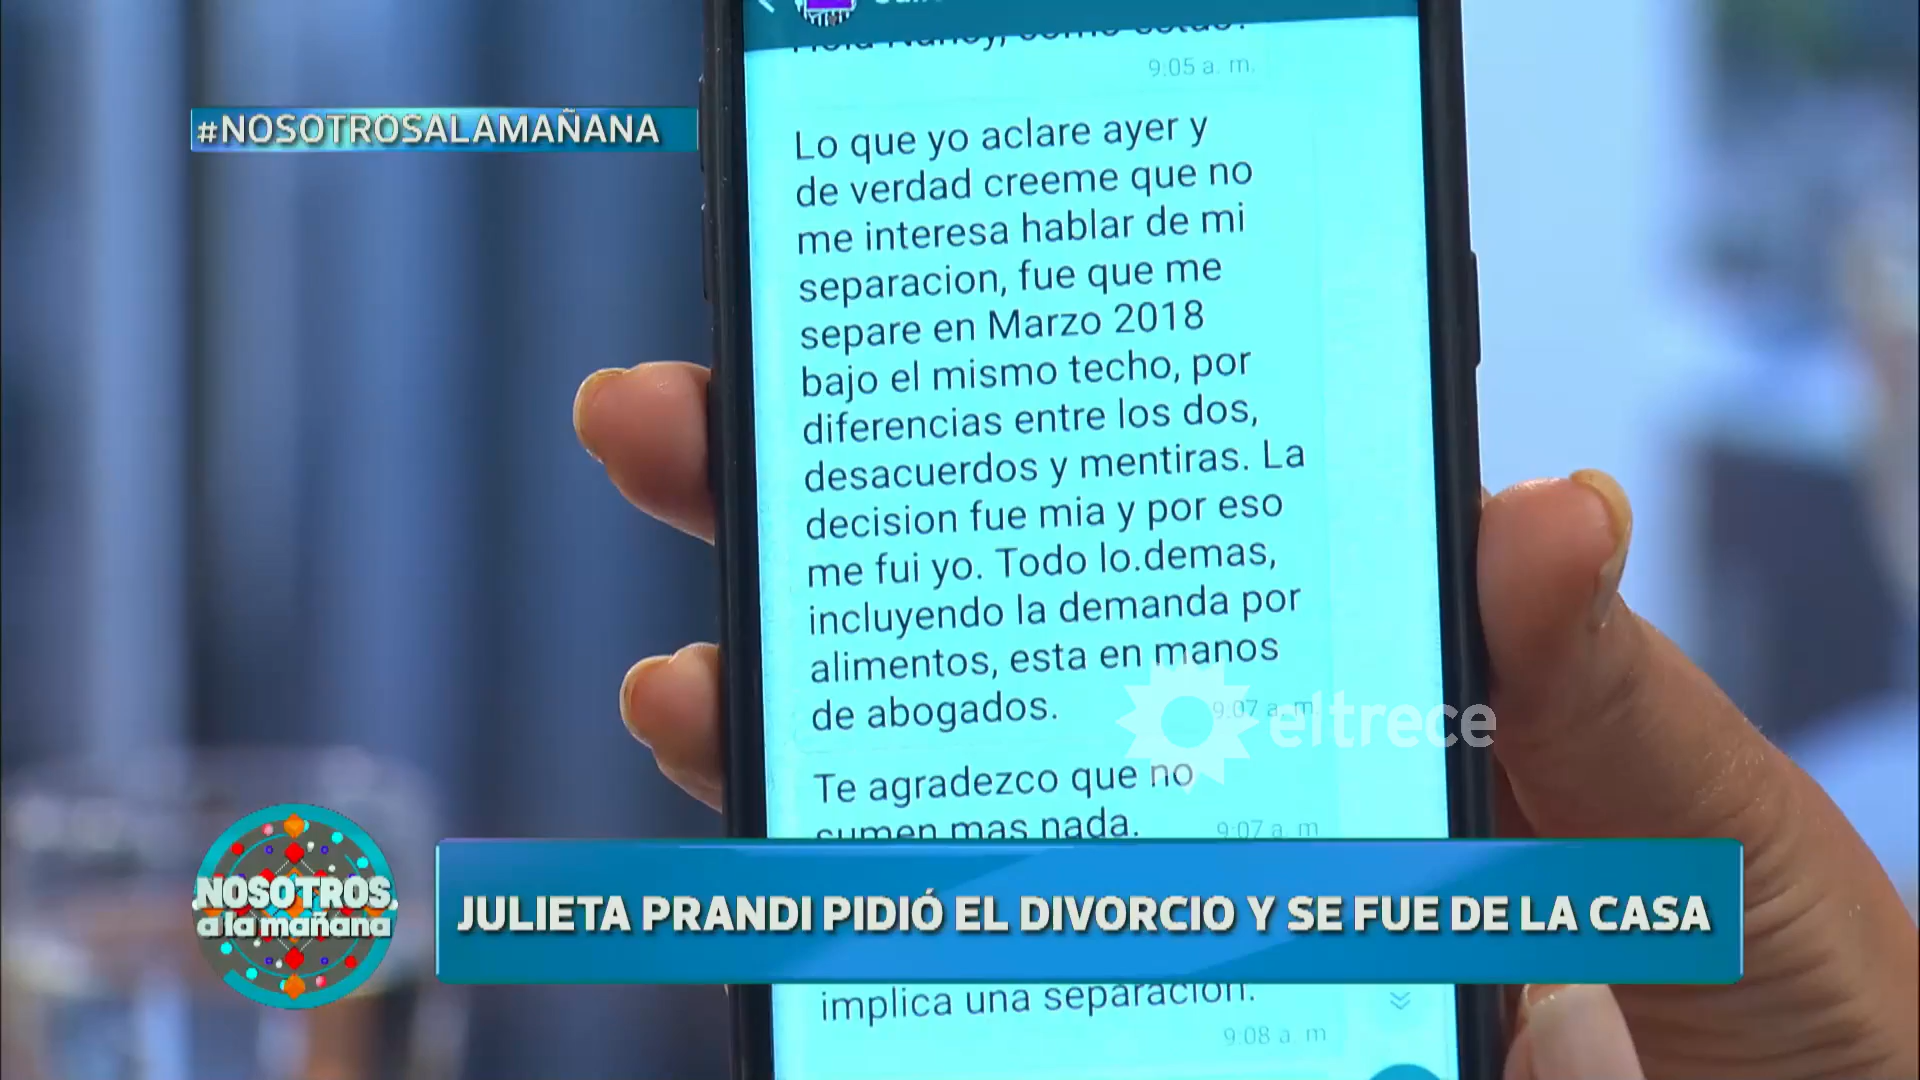 9:05 a. m.
#NOSOTROSALAMAÑANA
Lo que yo aclare ayer y
de verdad creeme que no
me interesa hablar de mi
separacion, fue que me
separe en Marzo 2018
bajo el mismo techo, por
diferencias entre los dos,
desacuerdos y mentiras. La
decision fue mia y por eso
me fui yo. Todo lo.demas,
incluyendo la demanda por
alimentos, esta en manos
de abogados.
9:07 a. m.
eltrece
Te agradezco que no
sumen mas nada.
9:07 a. m
NOSOTROS
a la mañana
JULIETA PRANDI PIDIÓ EL DIVORCIO Y SE FUE DE LA CASA
implica una separacion.
9:08 a. m